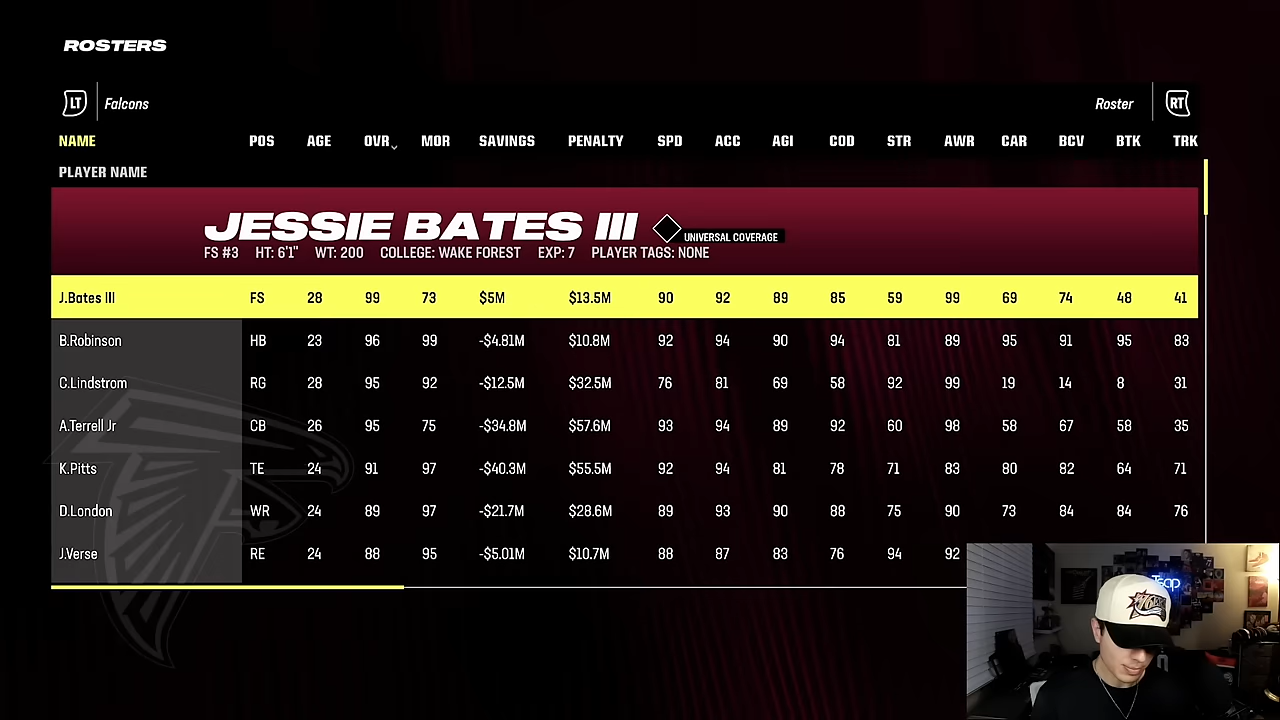 ROSTERS
LT Falcons Roster RT
NAME POS AGE OVR MOR SAVINGS PENALTY SPD ACC AGI COD STR AWR CAR BCV BTK TRK
PLAYER NAME
JESSIE BATES III UNIVERSAL COVERAGE
FS #3 HT: 6'1" WT: 200 COLLEGE: WAKE FOREST EXP: 7 PLAYER TAGS: NONE
J.Bates III FS 28 99 73 $5M $13.5M 90 92 89 85 59 99 69 74 48 41
B.Robinson HB 23 96 99 -$4.81M $10.8M 92 94 90 94 81 89 95 91 95 83
C.Lindstrom RG 28 95 92 -$12.5M $32.5M 76 81 69 58 92 99 19 14 8 31
A.Terrell Jr CB 26 95 75 -$34.8M $57.6M 93 94 89 92 60 98 58 67 58 35
K.Pitts TE 24 91 97 -$40.3M $55.5M 92 94 81 78 71 83 80 82 64 71
D.London WR 24 89 97 -$21.7M $28.6M 89 93 90 88 75 90 73 84 84 76
J.Verse RE 24 88 95 -$5.01M $10.7M 88 87 83 76 94 92